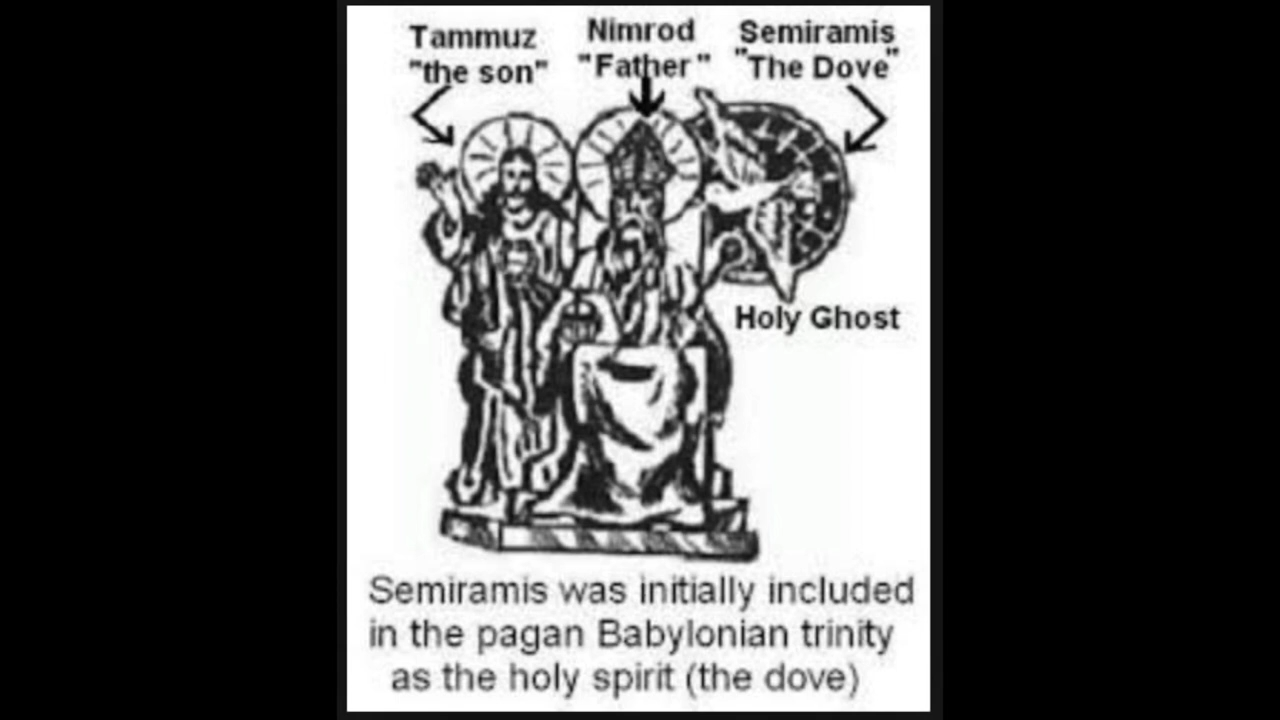 Tammuz
"the son"
Nimrod
"Father"
Semiramis
"The Dove"
Holy Ghost
Semiramis was initially included
in the pagan Babylonian trinity
as the holy spirit (the dove)